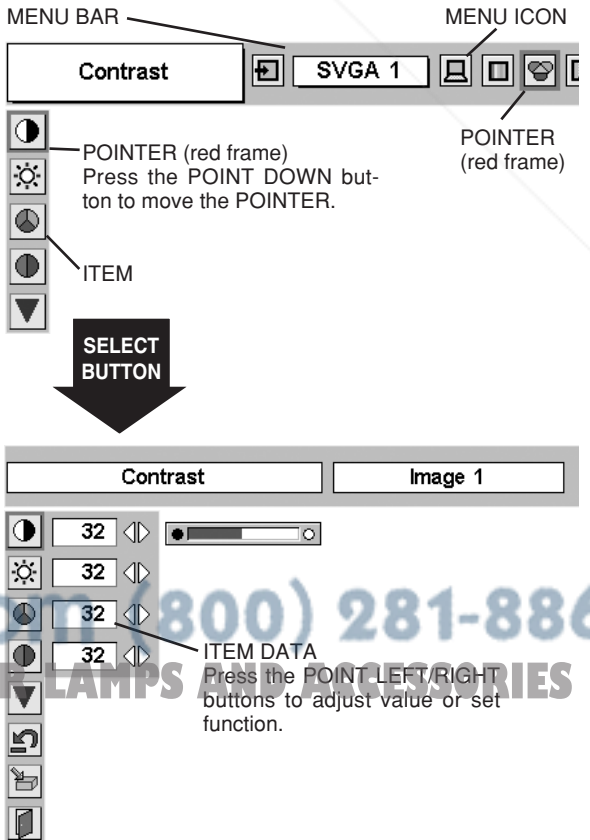 MENU BAR
MENU ICON
Contrast
SVGA 1
POINTER (red frame)
Press the POINT DOWN but-
ton to move the POINTER.
POINTER
(red frame)
ITEM
SELECT
BUTTON
Contrast
Image 1
32
32
32
32
om (800) 281-886
ITEM DATA
Press the POINT LEFT/RIGHT
buttons to adjust value or set
function.
R LAMPS AND ACCESSORIES